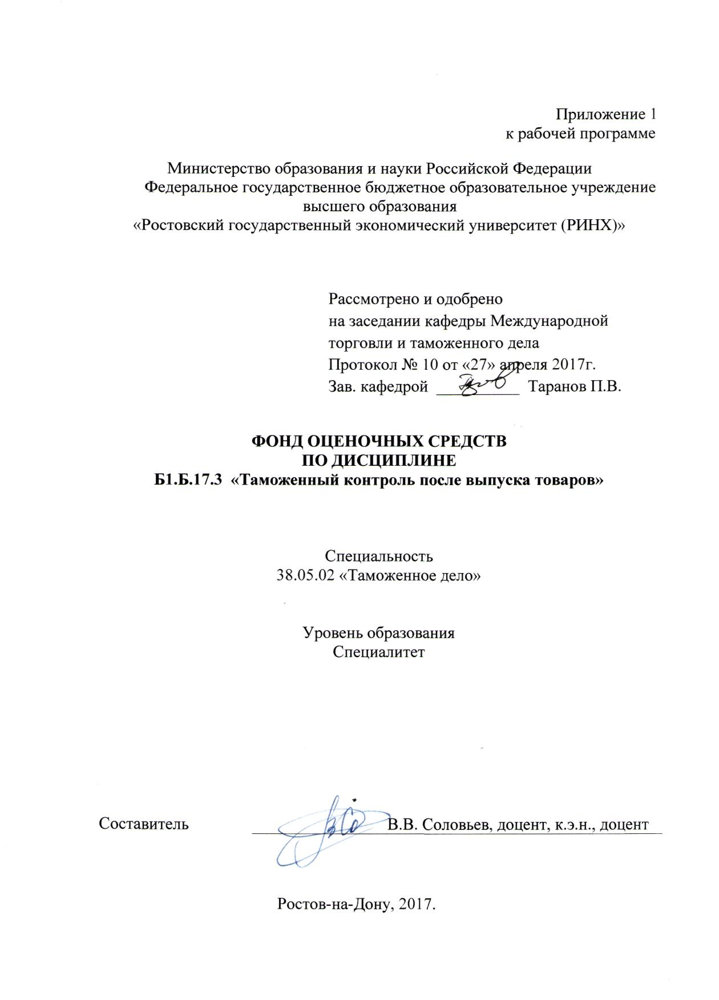 Приложение 1
к рабочей программе
Министерство образования и науки Российской Федерации
Федеральное государственное бюджетное образовательное учреждение
высшего образования
«Ростовский государственный экономический университет (РИНХ)»
Рассмотрено и одобрено
на заседании кафедры Международной
торговли и таможенного дела
Протокол № 10 от «27» апреля 2017г.
Зав. кафедрой __________ Таранов П.В.
ФОНД ОЦЕНОЧНЫХ СРЕДСТВ
ПО ДИСЦИПЛИНЕ
Б1.Б.17.3 «Таможенный контроль после выпуска товаров»
Специальность
38.05.02 «Таможенное дело»
Уровень образования
Специалитет
Составитель В.В. Соловьев, доцент, к.э.н., доцент
Ростов-на-Дону, 2017.